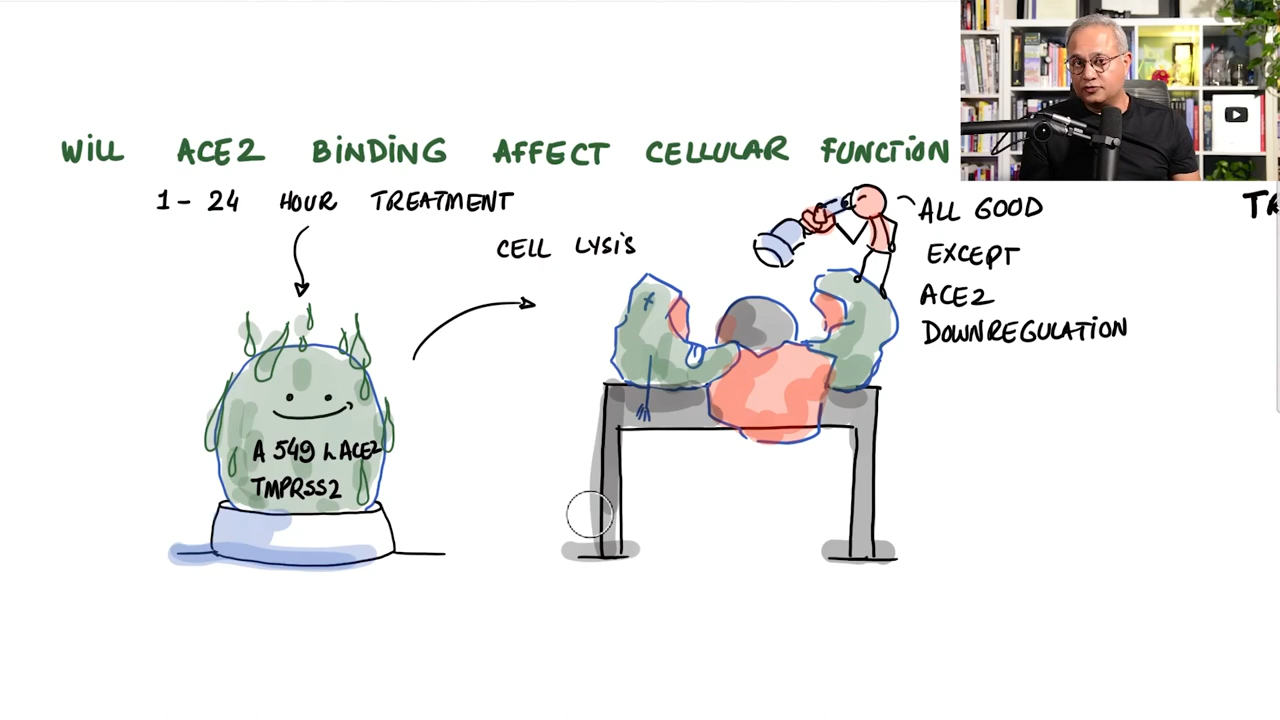 WiLL ACE2 BiNDiNG AFFECT CELLULAR FUNCTiON
1 - 24 HOUR TREATMENT
CELL LYSiS
ALL GOOD
EXCEPT
ACE2
DOWNREGULATION
A 549 hACE2
TMPRSS2